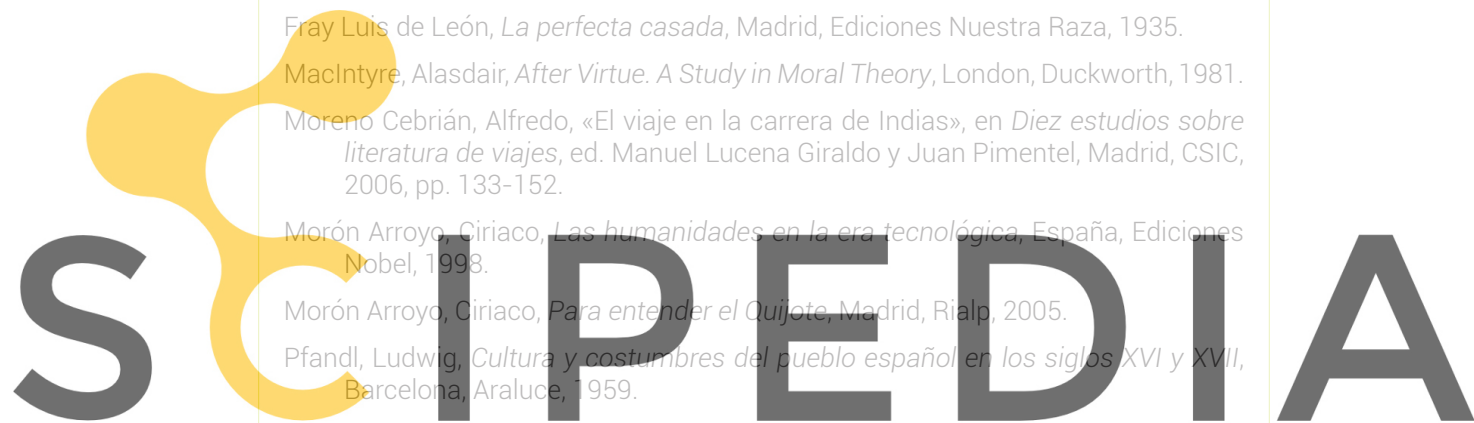 Fray Luis de León, La perfecta casada, Madrid, Ediciones Nuestra Raza, 1935.
MacIntyre, Alasdair, After Virtue. A Study in Moral Theory, London, Duckworth, 1981.
Moreno Cebrián, Alfredo, «El viaje en la carrera de Indias», en Diez estudios sobre
literatura de viajes, ed. Manuel Lucena Giraldo y Juan Pimentel, Madrid, CSIC,
2006, pp. 133-152.
Morón Arroyo, Ciriaco, Las humanidades en la era tecnológica, España, Ediciones
Nobel, 1998.
Morón Arroyo, Ciriaco, Para entender el Quijote, Madrid, Rialp, 2005.
Pfandl, Ludwig, Cultura y costumbres del pueblo español en los siglos XVI y XVII,
Barcelona, Araluce, 1959.
SCIPEDIA